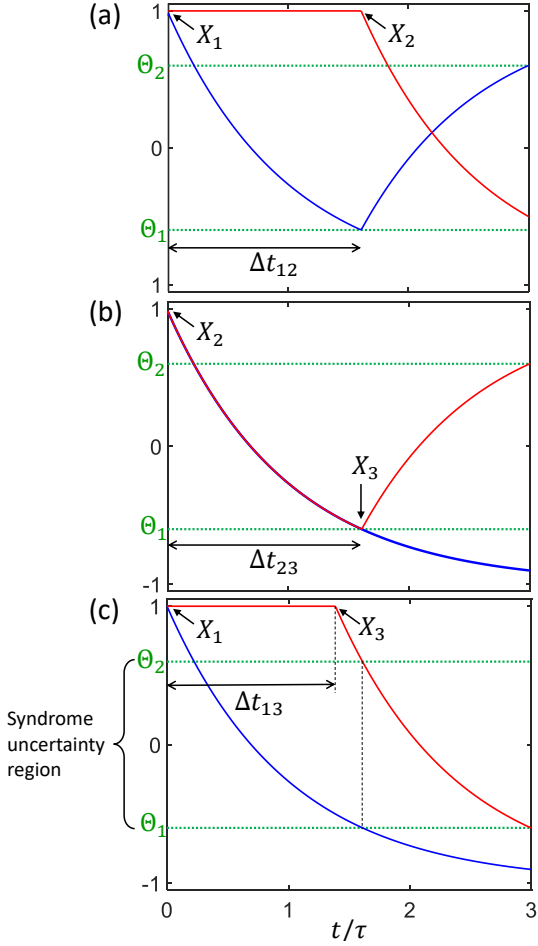 (a)
X₁
X₂
Θ₂
0
Θ₁
Δt₁₂
1
(b)
1
X₂
Θ₂
0
X₃
Θ₁
Δt₂₃
-1
(c)
1
X₁
X₃
Θ₂
Δt₁₃
Syndrome
uncertainty
region
0
Θ₁
-1
0
1
2
3
t/τ